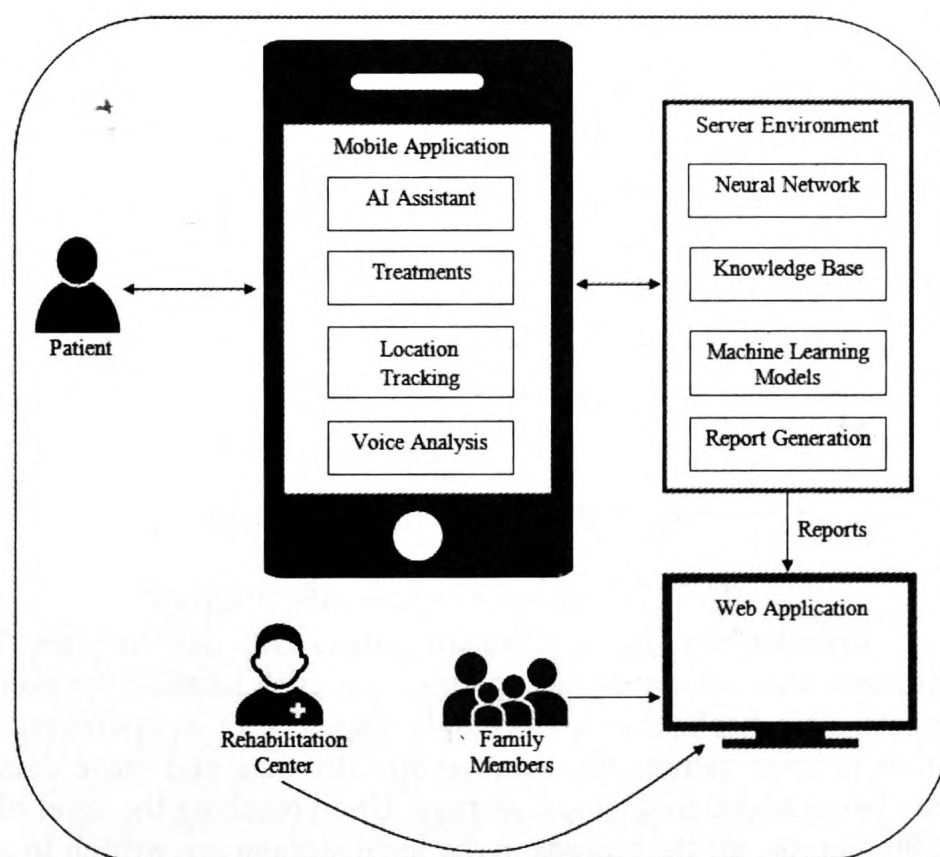 Mobile Application
AI Assistant
Treatments
Location
Tracking
Voice Analysis
Patient
Server Environment
Neural Network
Knowledge Base
Machine Learning
Models
Report Generation
Reports
Web Application
Rehabilitation
Center
Family
Members